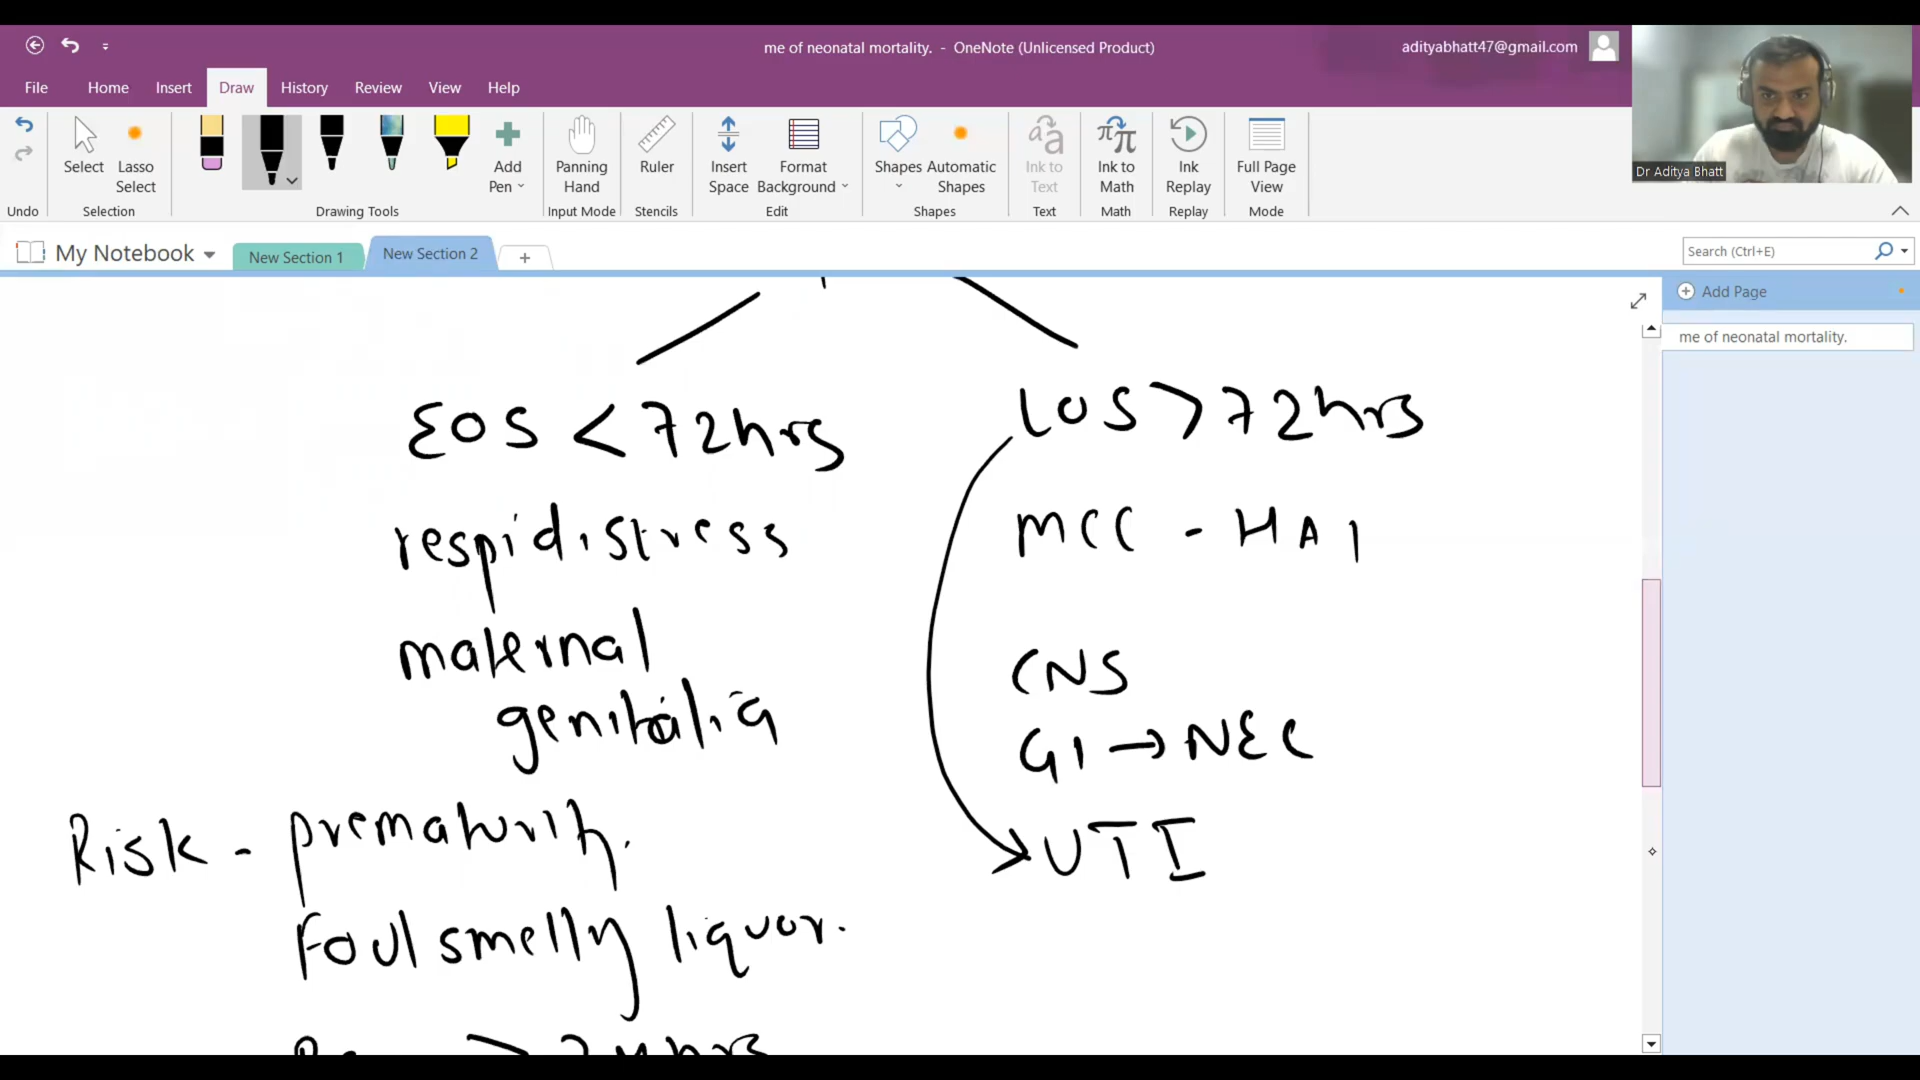 me of neonatal mortality. - OneNote (Unlicensed Product)
adityabhatt47@gmail.com
File Home Insert Draw History Review View Help
Undo
Select
Lasso Select
Selection
Drawing Tools
Add Pen
Panning Hand
Input Mode
Ruler
Stencils
Insert Space
Format Background
Edit
Shapes
Automatic Shapes
Shapes
Ink to Text
Text
Ink to Math
Math
Ink Replay
Replay
Full Page View
Mode
Dr Aditya Bhatt
My Notebook
New Section 1
New Section 2
Search (Ctrl+E)
Add Page
me of neonatal mortality.
EOS < 72hrs
respi distress
maternal
genitalia
LOS > 72hrs
MCC - HAI
CNS
GI → NEC
UTI
Risk - prematurity.
Foul smelly liquor.
> 24hrs